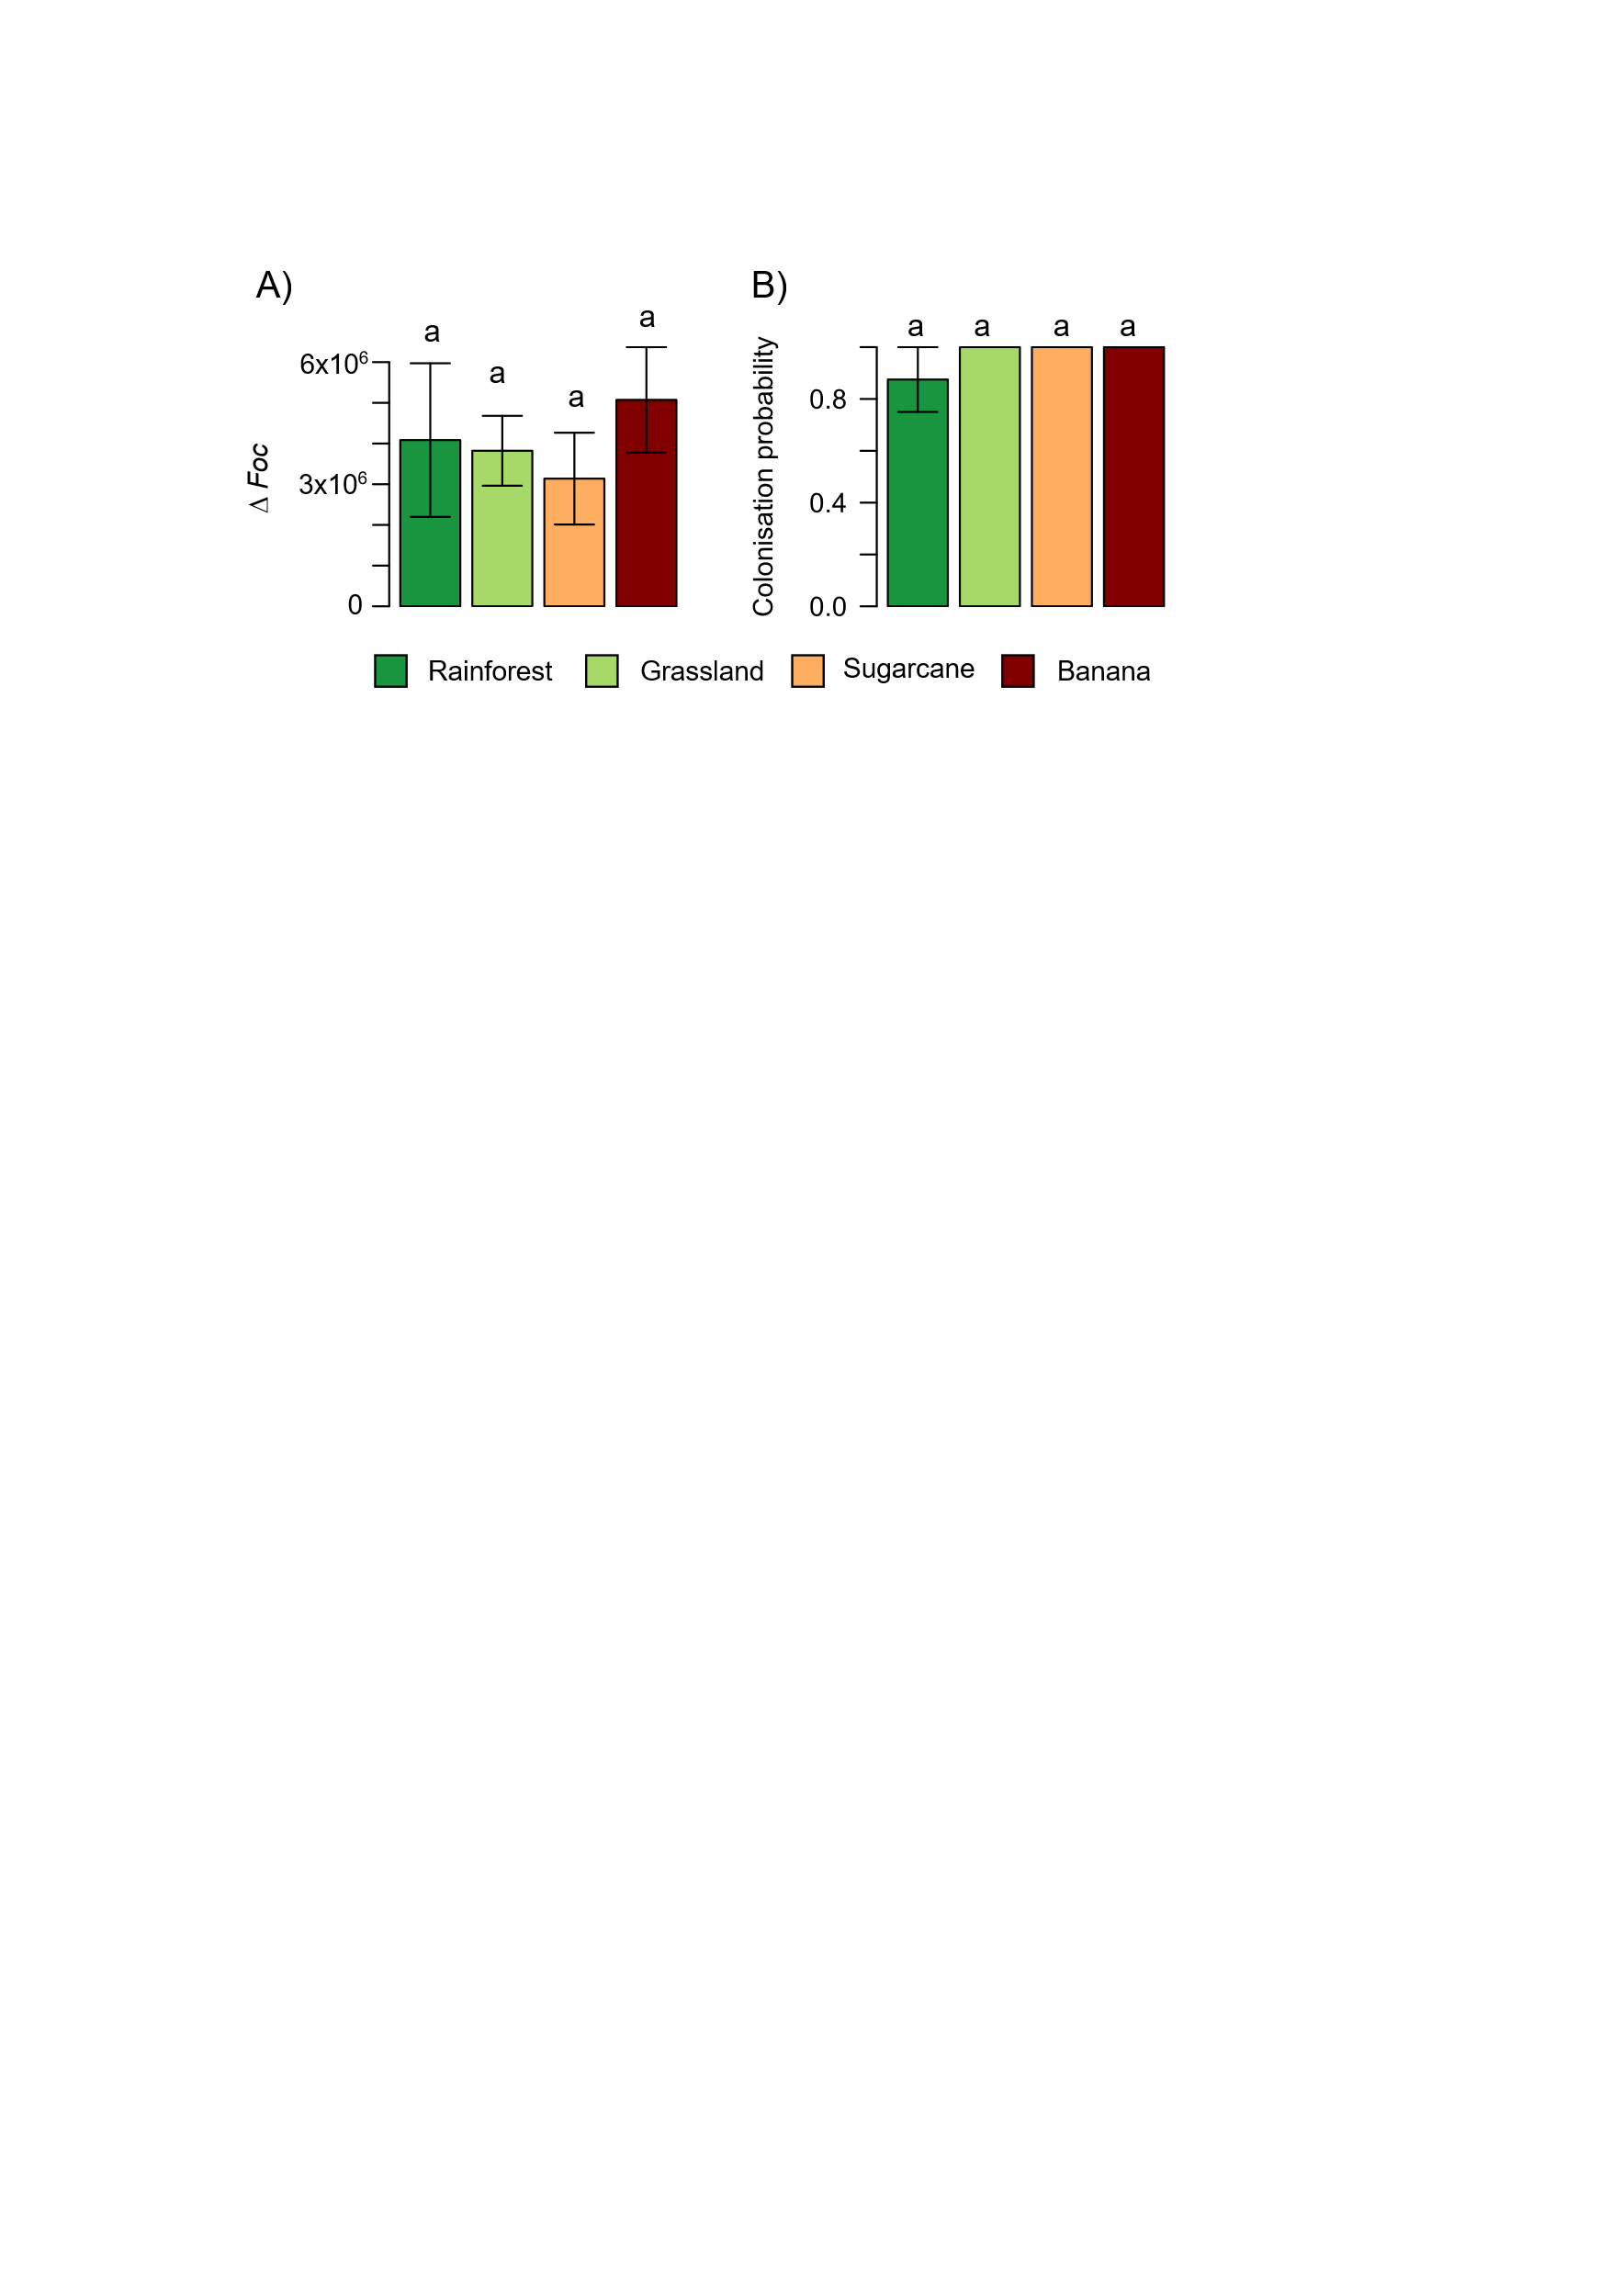 A)
a
a
a
a
6x10⁶
3x10⁶
0
Δ Foc
B)
a
a
a
a
0.8
0.4
0.0
Colonisation probability
Rainforest
Grassland
Sugarcane
Banana